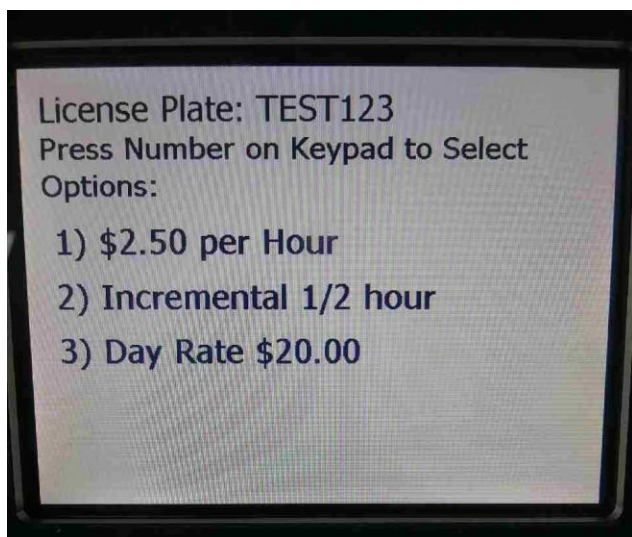 License Plate: TEST123
Press Number on Keypad to Select
Options:
1) $2.50 per Hour
2) Incremental 1/2 hour
3) Day Rate $20.00